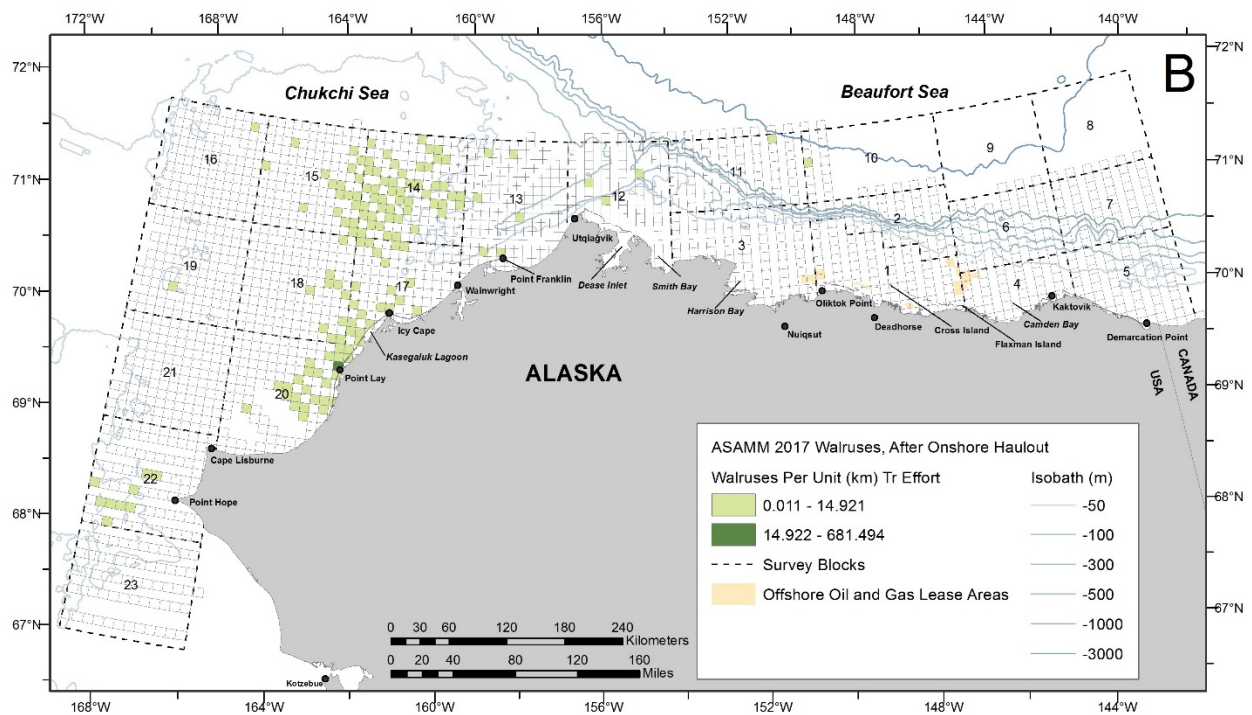 172°W 168°W 164°W 160°W 156°W 152°W 148°W 144°W 140°W
72°N 72°N
Chukchi Sea Beaufort Sea B
8
9
10
16 15 14 11
71°N 71°N
13 12 7
2 6
Utqiaġvik 3
19 5
Point Franklin Dease Inlet Smith Bay 1 4
18 17 Wainwright
70°N 70°N
Harrison Bay Oliktok Point Kaktovik
Icy Cape Deadhorse Cross Island Camden Bay Demarcation Point
Nuiqsut Flaxman Island
Kasegaluk Lagoon
CANADA
USA
21 Point Lay ALASKA
20
69°N 69°N
Cape Lisburne
22
Point Hope
68°N 68°N
23
67°N 67°N
Kotzebue
ASAMM 2017 Walruses, After Onshore Haulout
Walruses Per Unit (km) Tr Effort
0.011 - 14.921
14.922 - 681.494
Survey Blocks
Offshore Oil and Gas Lease Areas
Isobath (m)
-50
-100
-300
-500
-1000
-3000
0 30 60 120 180 240
Kilometers
0 20 40 80 120 160
Miles
168°W 164°W 160°W 156°W 152°W 148°W 144°W